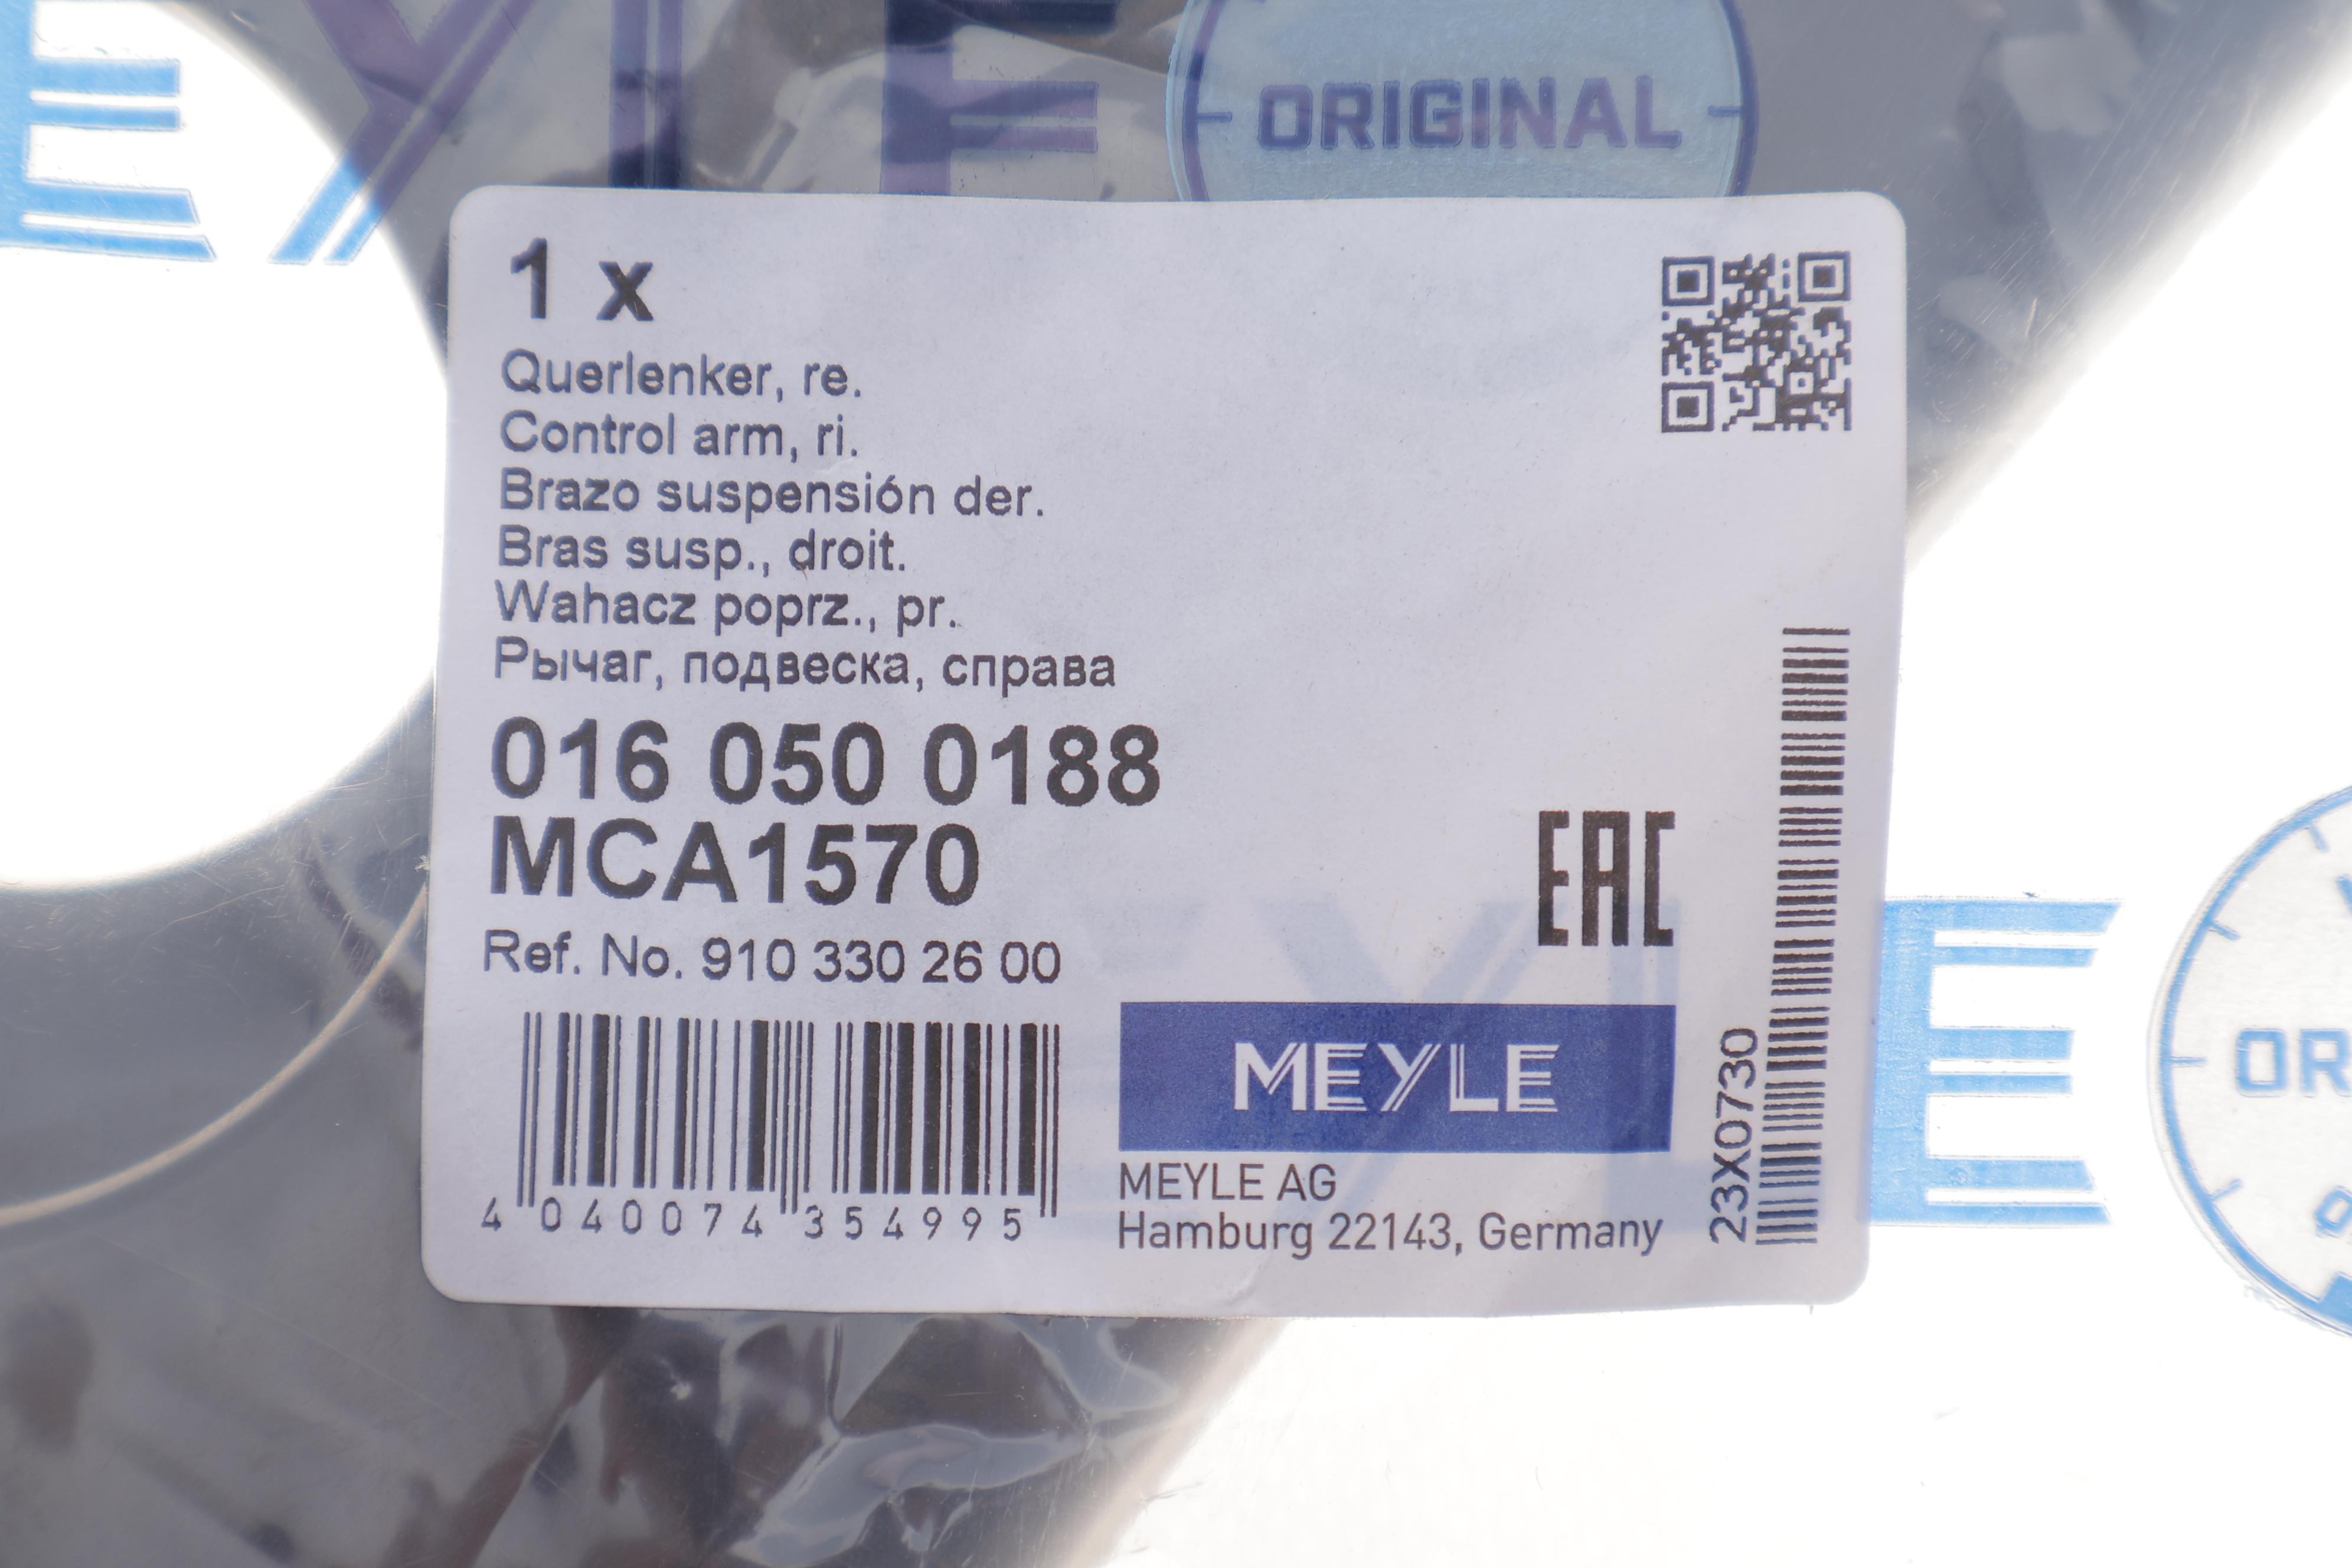 ORIGINAL
1 x
Querlenker, re.
Control arm, ri.
Brazo suspensión der.
Bras susp., droit.
Wahacz poprz., pr.
Рычаг, подвеска, справа
016 050 0188
MCA1570
Ref. No. 910 330 26 00
EAC
4 040074 354995
MEYLE
MEYLE AG
Hamburg 22143, Germany
23X0730